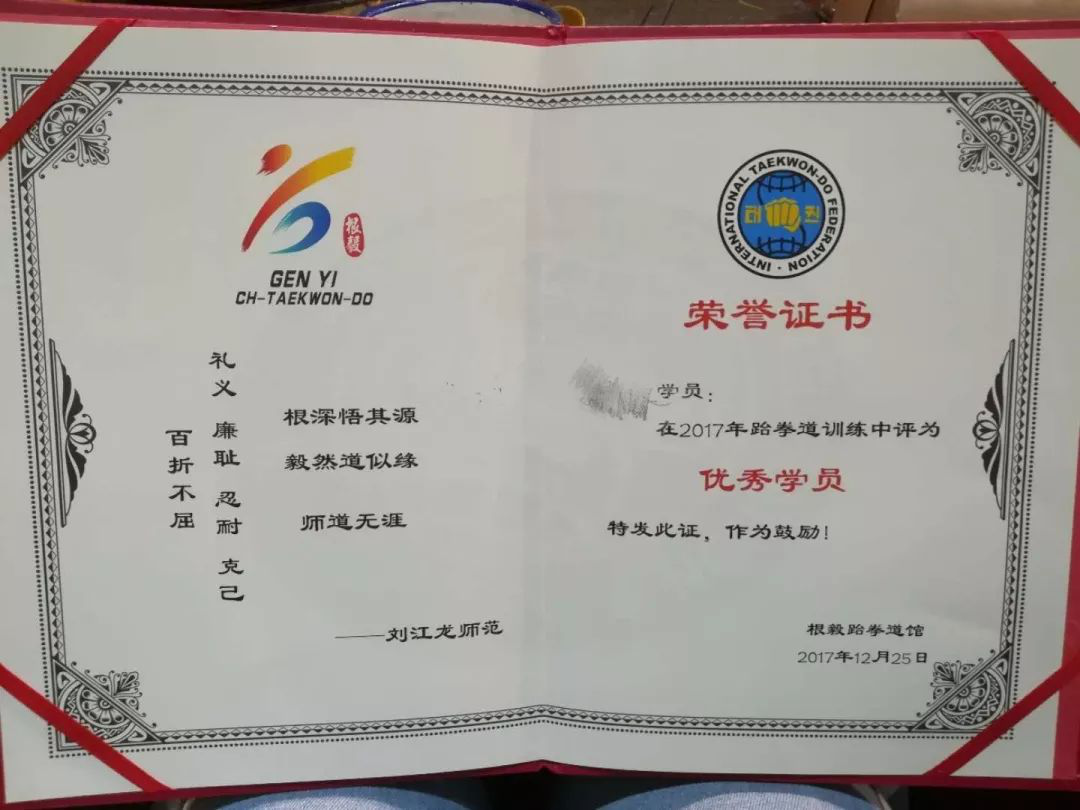 根毅
GEN YI
CH-TAEKWON-DO
礼义 廉耻 忍耐 克己
百折不屈
根深悟其源
毅然道似缘
师道无涯
——刘江龙师范
INTERNATIONAL TAEKWON-DO FEDERATION
태권
荣誉证书
学员：
在2017年跆拳道训练中评为
优秀学员
特发此证，作为鼓励！
根毅跆拳道馆
2017年12月25日